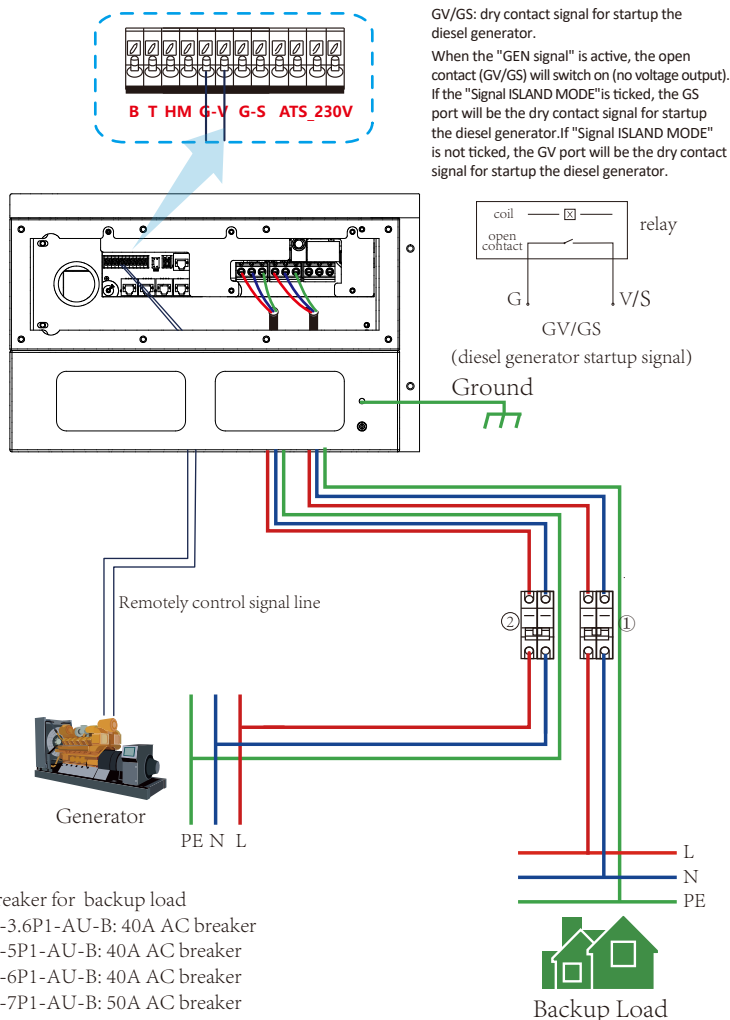 GV/GS: dry contact signal for startup the
diesel generator.
When the "GEN signal" is active, the open
contact (GV/GS) will switch on (no voltage output).
If the "Signal ISLAND MODE"is ticked, the GS
port will be the dry contact signal for startup
the diesel generator.If "Signal ISLAND MODE"
is not ticked, the GV port will be the dry contact
signal for startup the diesel generator.
B T HM G-V G-S ATS_230V
coil
X
open
contact
relay
G
V/S
GV/GS
(diesel generator startup signal)
Ground
Remotely control signal line
②
①
Generator
PE N L
L
N
PE
reaker for backup load
-3.6P1-AU-B: 40A AC breaker
-5P1-AU-B: 40A AC breaker
-6P1-AU-B: 40A AC breaker
-7P1-AU-B: 50A AC breaker
Backup Load